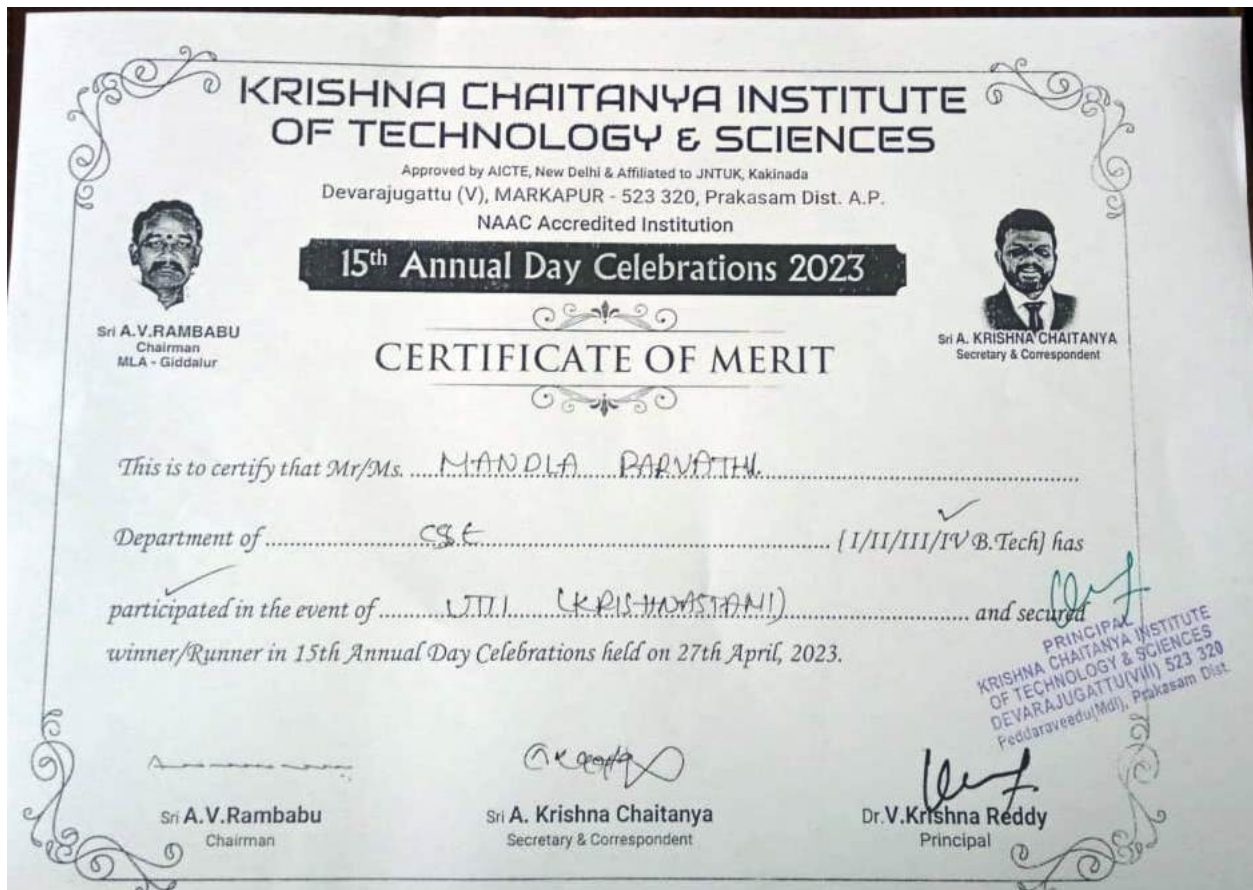 KRISHNA CHAITANYA INSTITUTE
OF TECHNOLOGY & SCIENCES
Approved by AICTE, New Delhi & Affiliated to JNTUK, Kakinada
Devarajugattu (V), MARKAPUR - 523 320, Prakasam Dist. A.P.
NAAC Accredited Institution
15th Annual Day Celebrations 2023
Sri A.V.RAMBABU
Chairman
MLA - Giddalur
Sri A. KRISHNA CHAITANYA
Secretary & Correspondent
CERTIFICATE OF MERIT
This is to certify that Mr/Ms. MANDLA PARVATHI
Department of CSE {I/II/III/IV B.Tech} has
participated in the event of UTTI (KRISHNASTANI) and secured
winner/Runner in 15th Annual Day Celebrations held on 27th April, 2023.
PRINCIPAL
KRISHNA CHAITANYA INSTITUTE
OF TECHNOLOGY & SCIENCES
DEVARAJUGATTU(VIII) 523 320
Peddaraveedu(Mdl), Prakasam Dist.
Sri A.V.Rambabu
Chairman
Sri A. Krishna Chaitanya
Secretary & Correspondent
Dr.V.Krishna Reddy
Principal